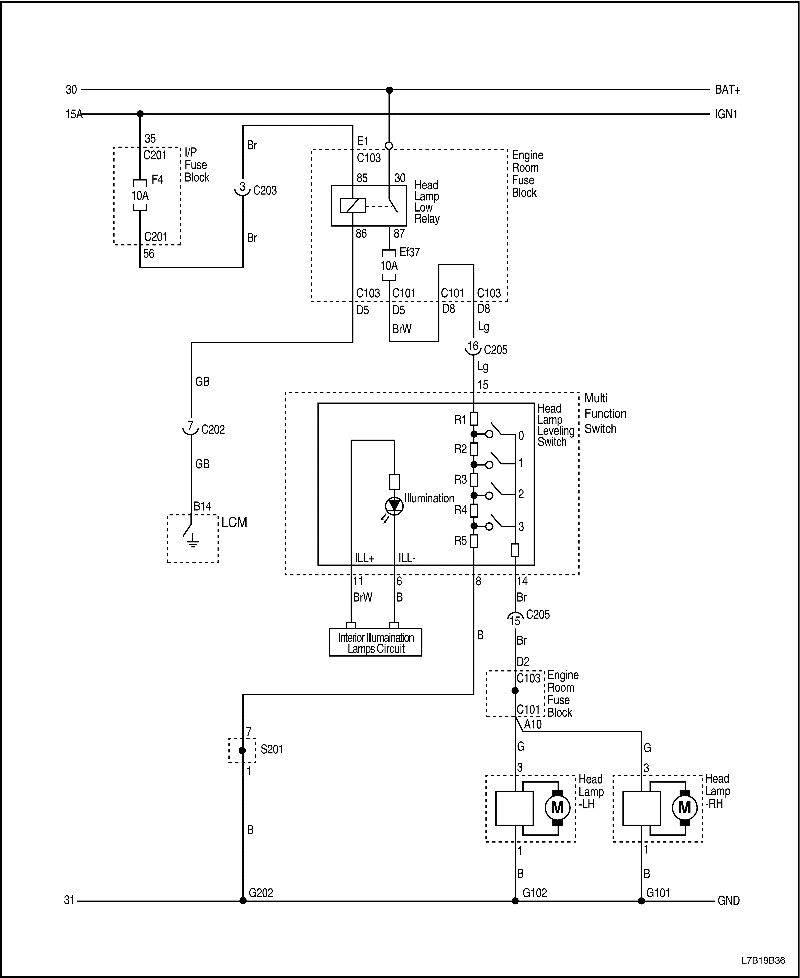 30
BAT+
15A
IGN1
35
C201
I/P
Fuse
Block
F4
10A
C201
56
Br
3
C203
Br
E1
C103
Engine
Room
Fuse
Block
85
30
Head
Lamp
Low
Relay
86
87
Ef37
10A
C103
C101
C101
C103
D5
D5
D8
D8
BrW
Lg
16
C205
Lg
15
GB
7
C202
GB
B14
LCM
Multi
Function
Switch
Head
Lamp
Leveling
Switch
R1
0
R2
1
R3
2
R4
3
R5
Illumination
ILL+
ILL-
11
6
8
14
BrW
B
B
Br
Interior Illumaination
Lamps Circuit
15
C205
Br
D2
C103
Engine
Room
Fuse
Block
C101
A10
7
S201
1
G
G
3
3
Head
Lamp
-LH
M
Head
Lamp
-RH
M
1
1
B
B
B
31
G202
G102
G101
GND
L7B19B36